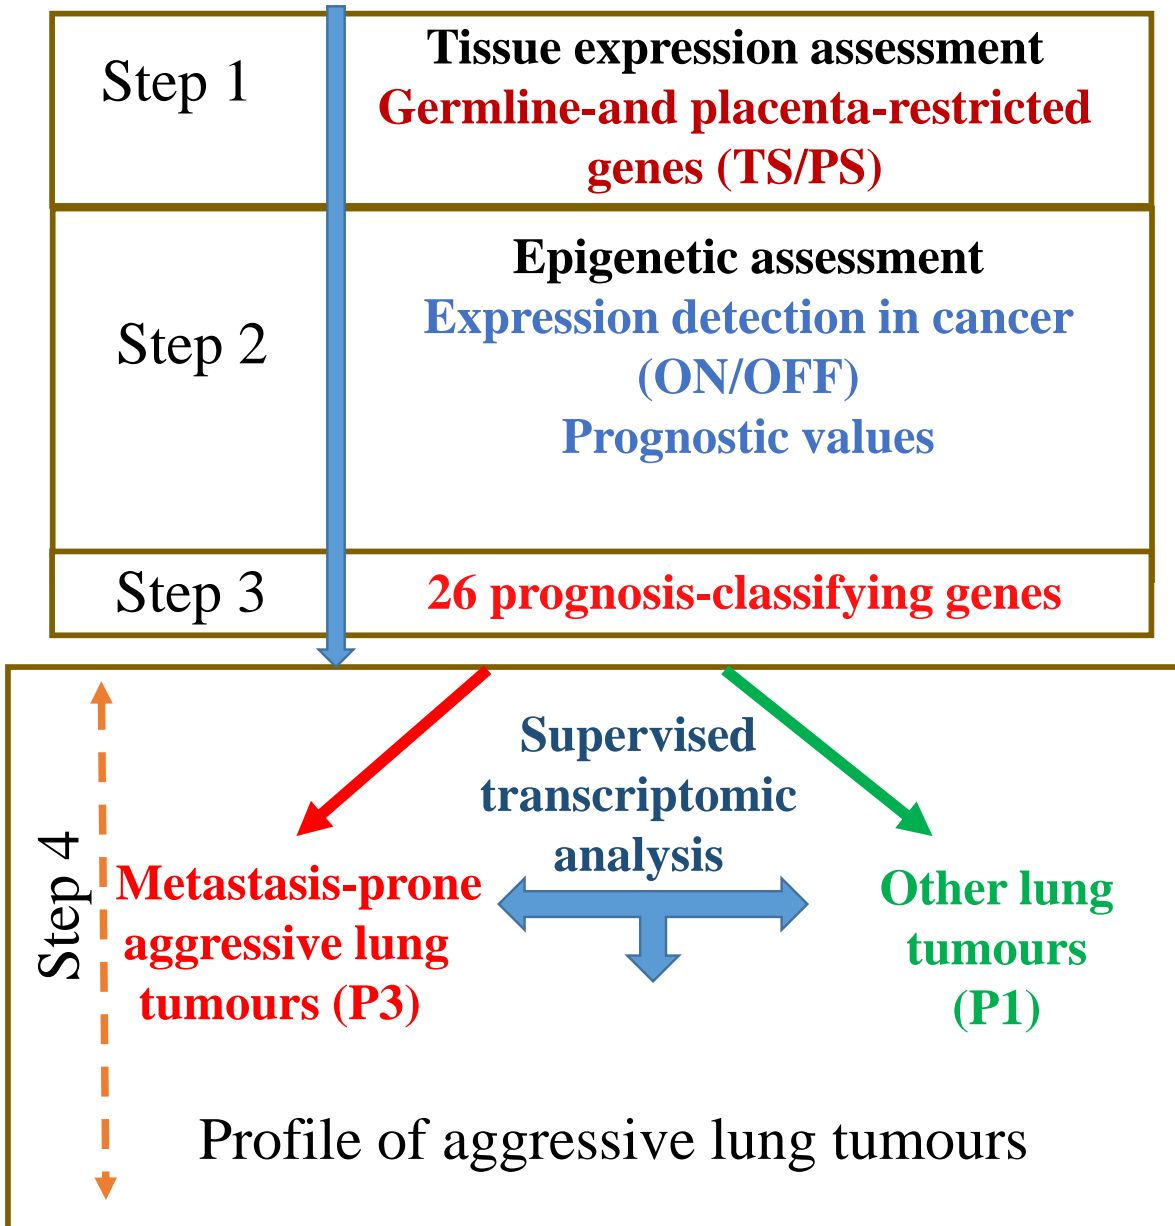 Step 1
Tissue expression assessment
Germline-and placenta-restricted
genes (TS/PS)
Step 2
Epigenetic assessment
Expression detection in cancer
(ON/OFF)
Prognostic values
Step 3
26 prognosis-classifying genes
Step 4
Supervised
transcriptomic
analysis
Metastasis-prone
aggressive lung
tumours (P3)
Other lung
tumours
(P1)
Profile of aggressive lung tumours